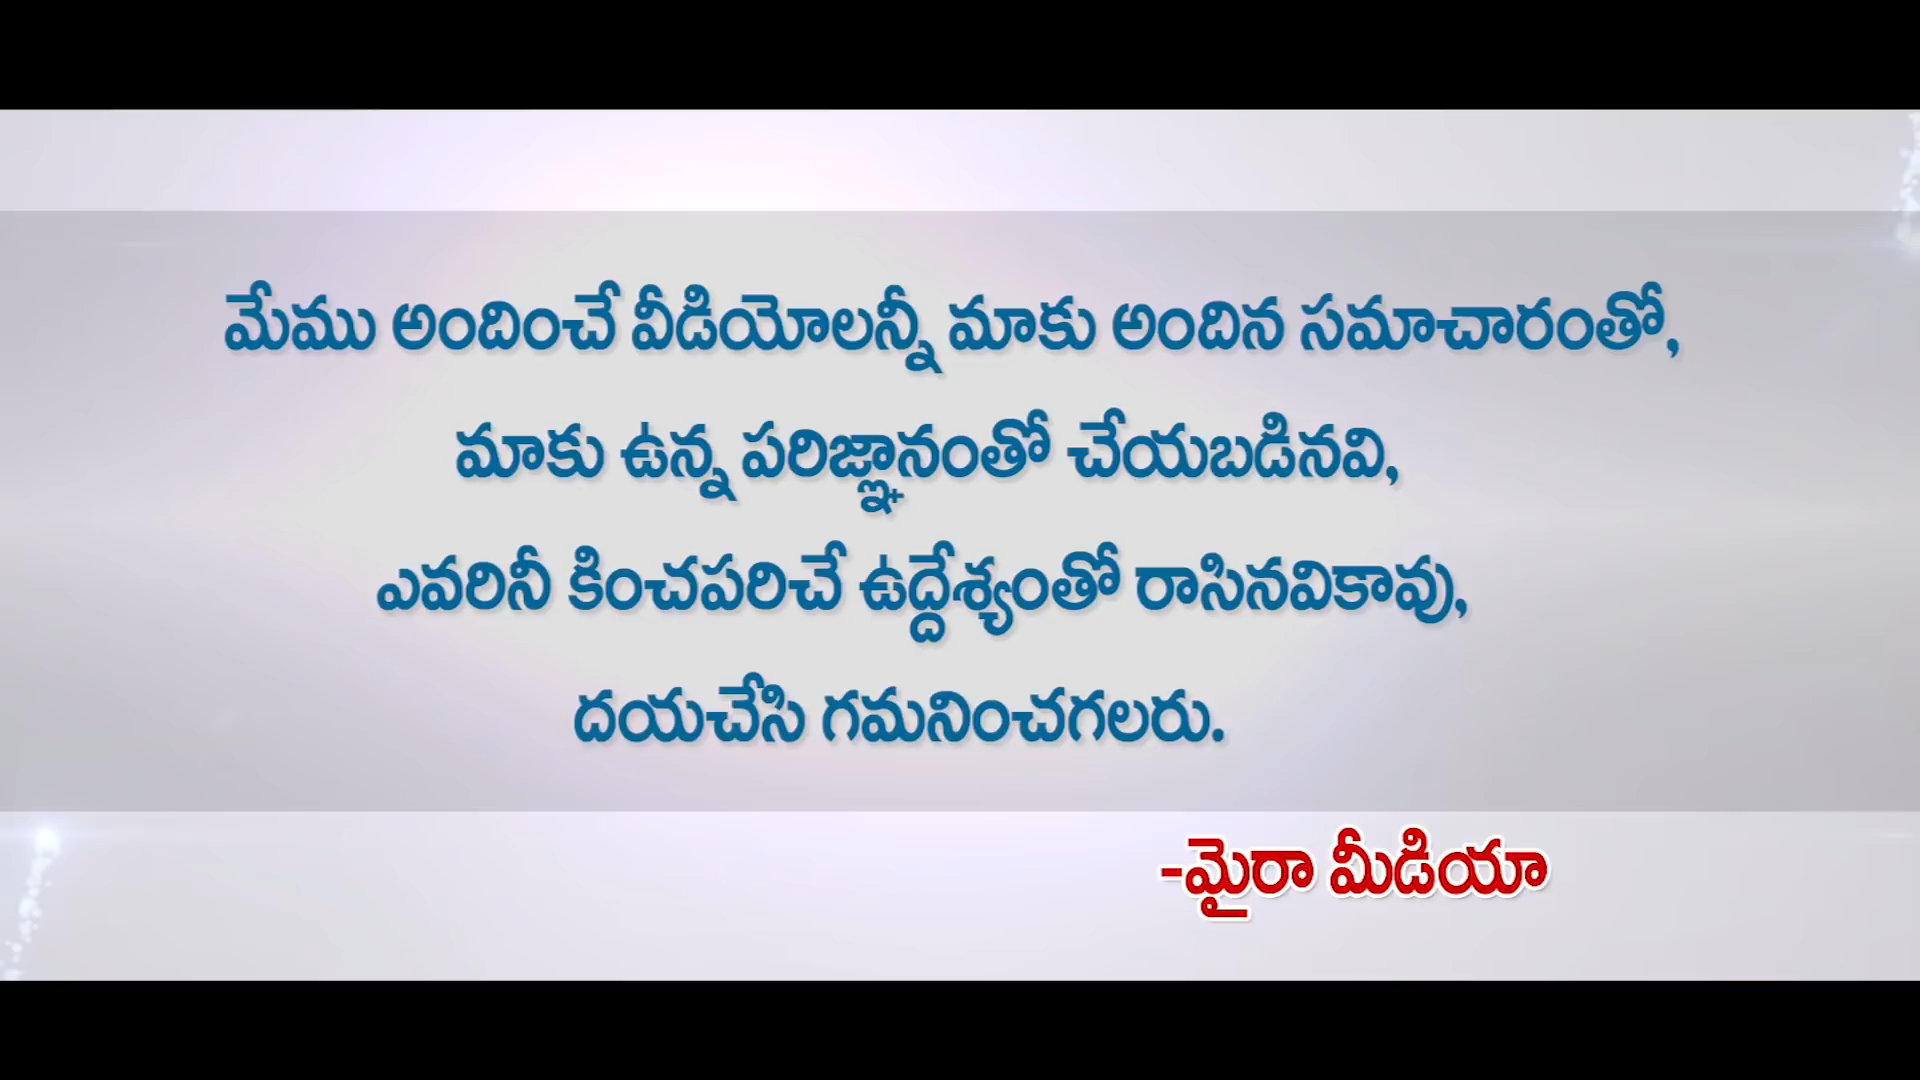 మేము అందించే వీడియోలన్నీ మాకు అందిన సమాచారంతో,
మాకు ఉన్న పరిజ్ఞానంతో చేయబడినవి,
ఎవరినీ కించపరిచే ఉద్దేశ్యంతో రాసినవికావు,
దయచేసి గమనించగలరు.
-మైరా మీడియా